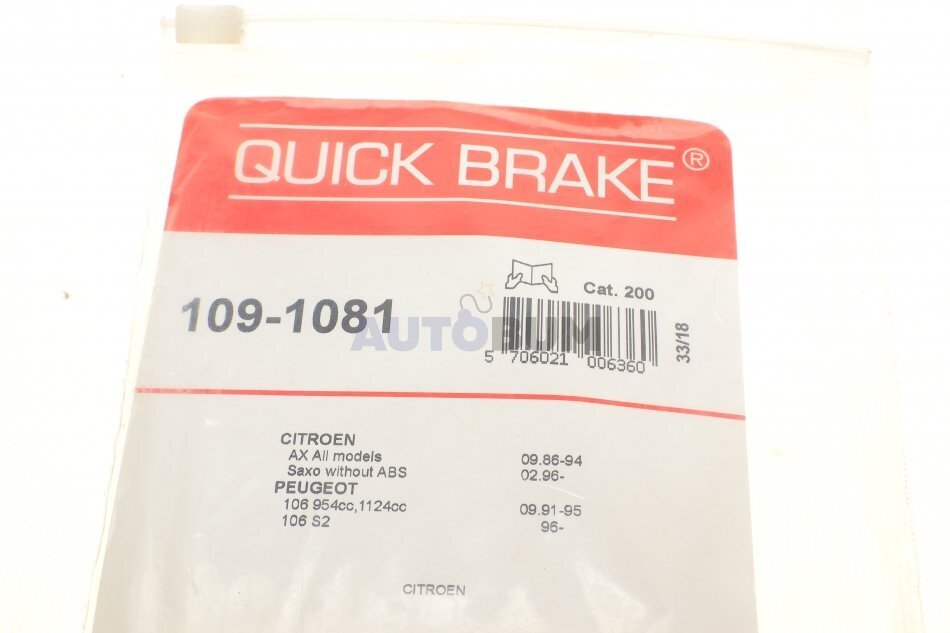 QUICK BRAKE®
Cat. 200
109-1081
AUTOBUM
33/18
5 706021 006360
CITROEN
AX All models 09.86-94
Saxo without ABS 02.96-
PEUGEOT
106 954cc,1124cc 09.91-95
106 S2 96-
CITROEN